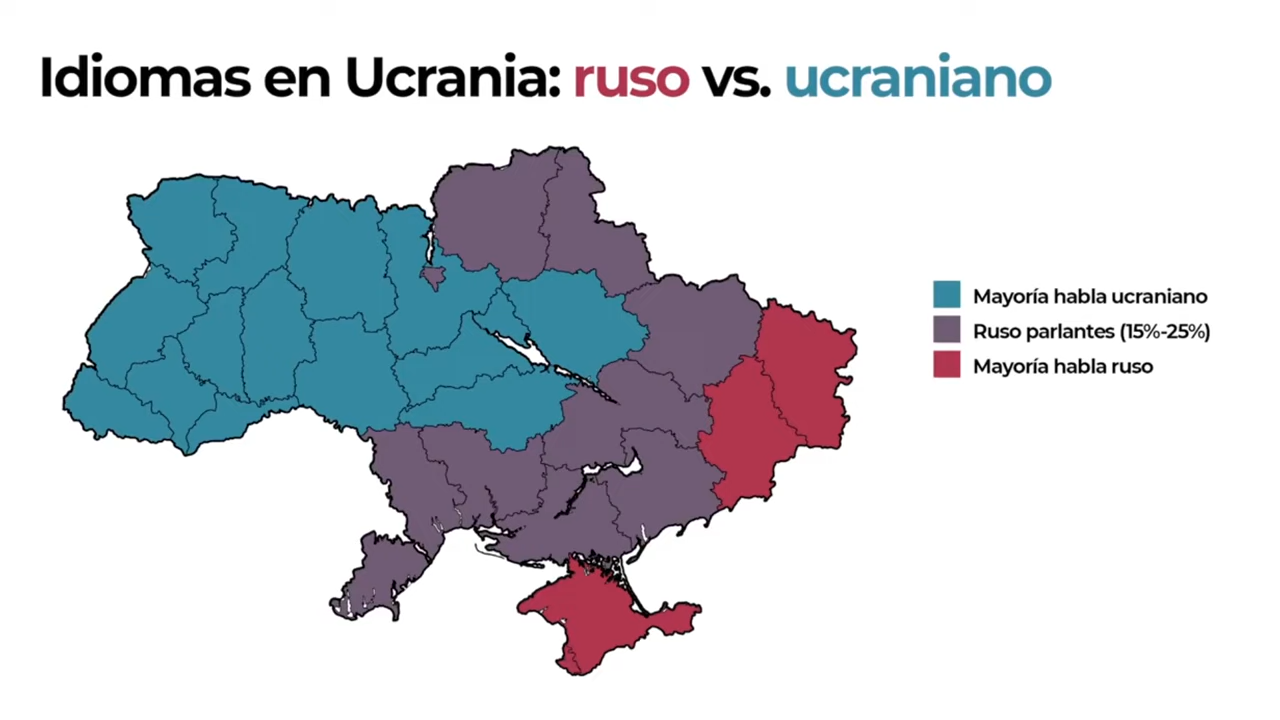 Idiomas en Ucrania: ruso vs. ucraniano
Mayoría habla ucraniano
Ruso parlantes (15%-25%)
Mayoría habla ruso